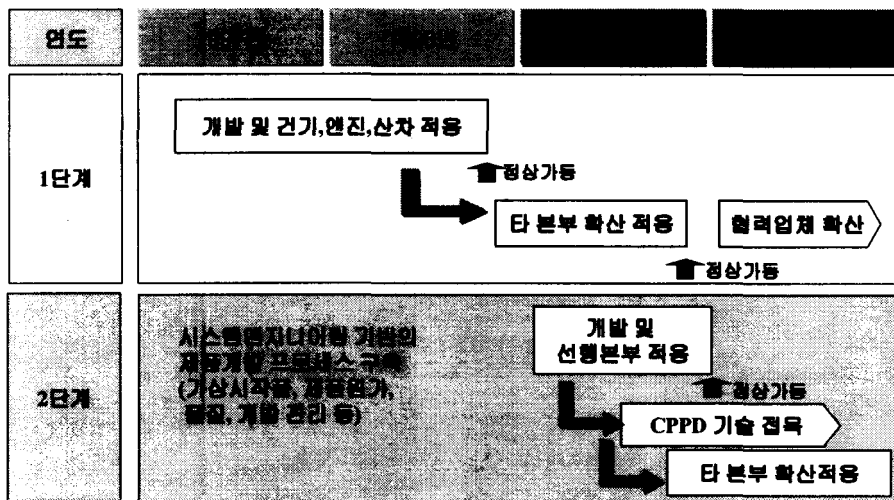 연도
1단계
개발 및 건기,엔진,산차 적용
정상가동
타 본부 확산 적용
협력업체 확산
정상가동
2단계
시스템엔지니어링 기반의
제품개발 프로세스 구축
(가상시작품, 제품원가,
품질, 개발 관리 등)
개발 및
선행본부 적용
정상가동
CPPD 기술 접목
타 본부 확산적용